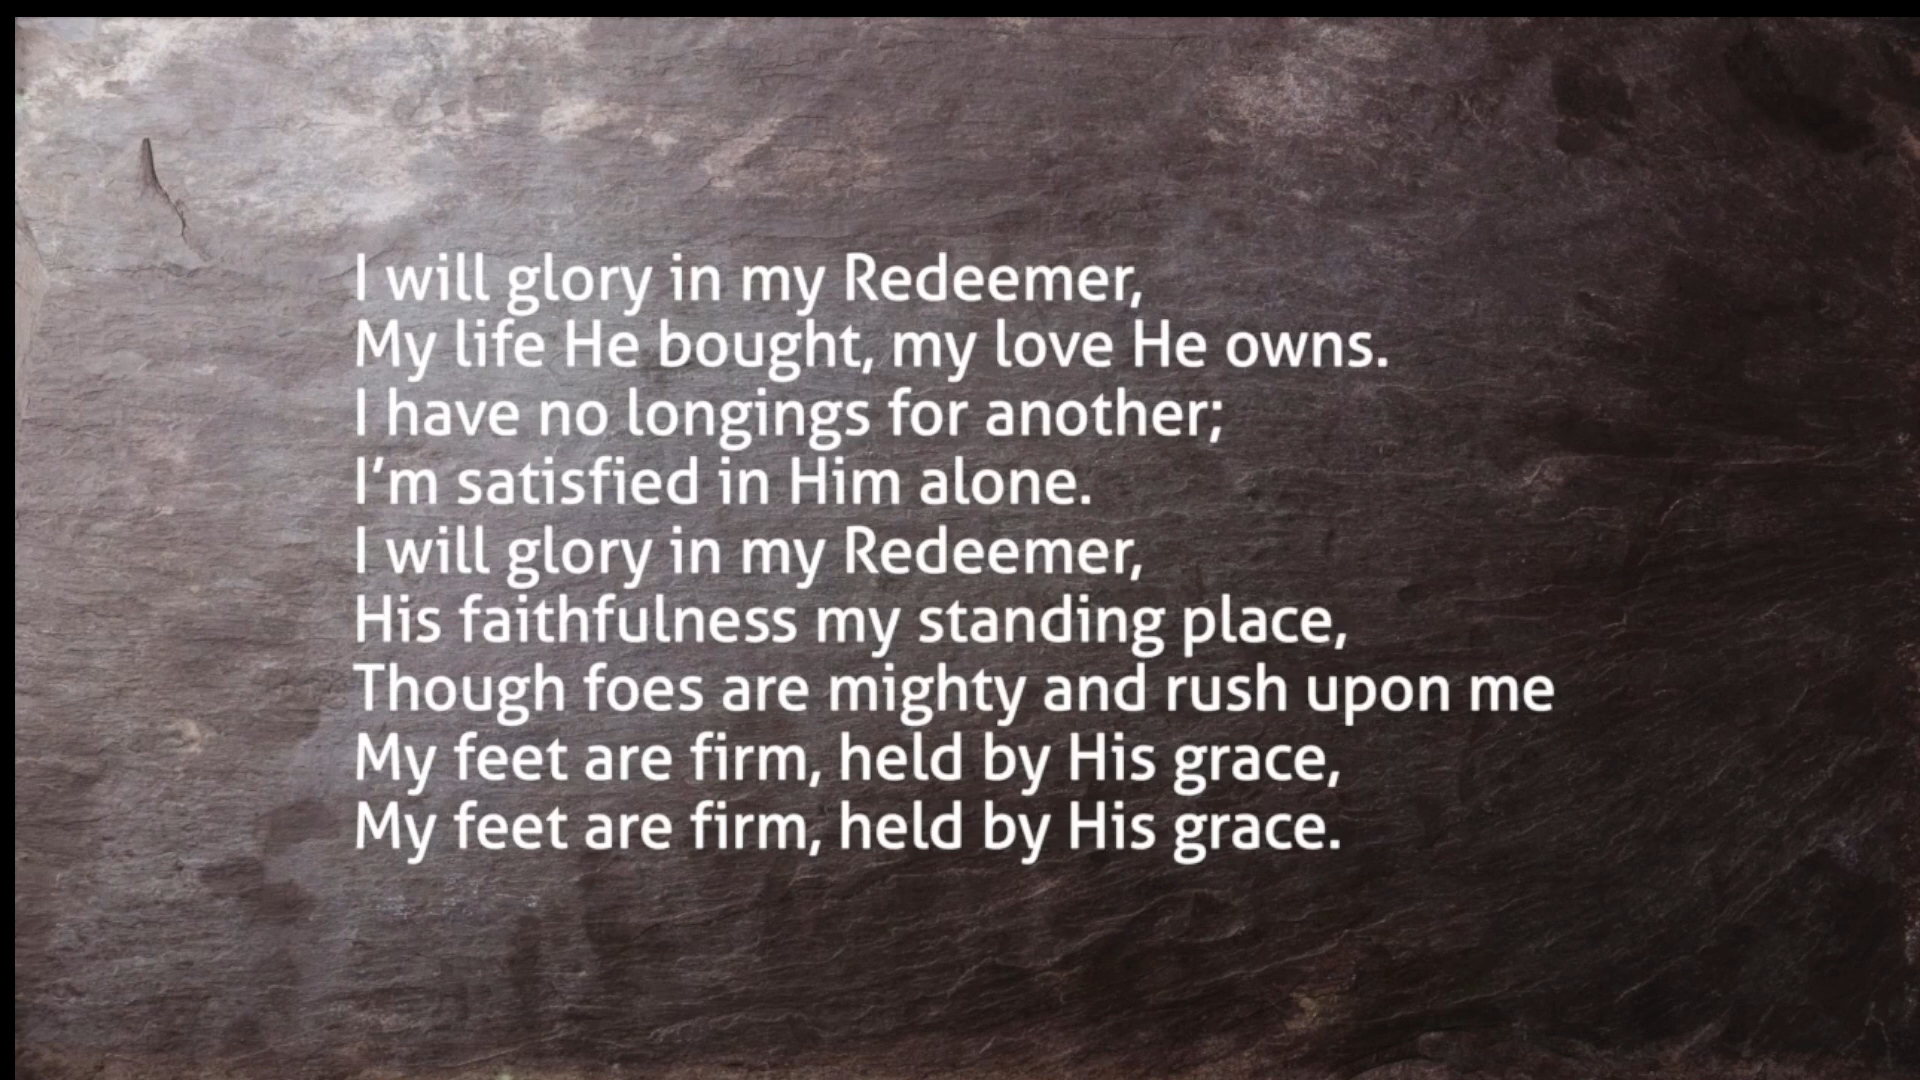 I will glory in my Redeemer,
My life He bought, my love He owns.
I have no longings for another;
I’m satisfied in Him alone.
I will glory in my Redeemer,
His faithfulness my standing place,
Though foes are mighty and rush upon me
My feet are firm, held by His grace,
My feet are firm, held by His grace.